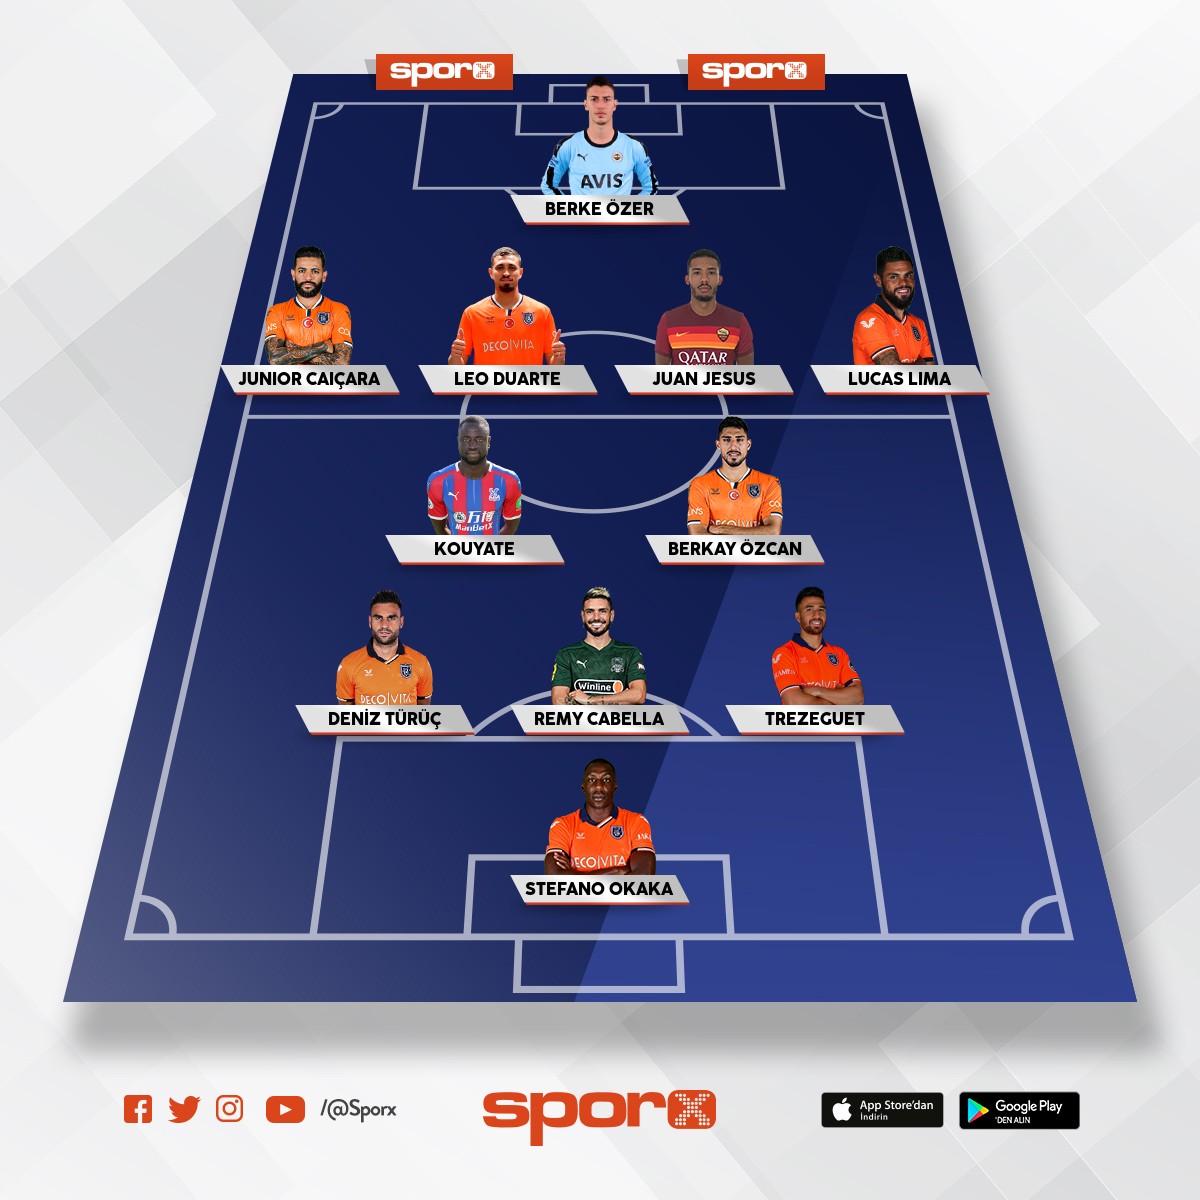 sporx
sporx
AVIS
BERKE ÖZER
DECO|VITA
QATAR
JUNIOR CAIÇARA
LEO DUARTE
JUAN JESUS
LUCAS LIMA
ManBetX
DECO|VITA
KOUYATE
BERKAY ÖZCAN
DECO|VITA
Winline
DENİZ TÜRÜÇ
REMY CABELLA
TREZEGUET
DECO|VITA
STEFANO OKAKA
/@Sporx
sporx
App Store'dan
İndirin
Google Play
'DEN ALIN